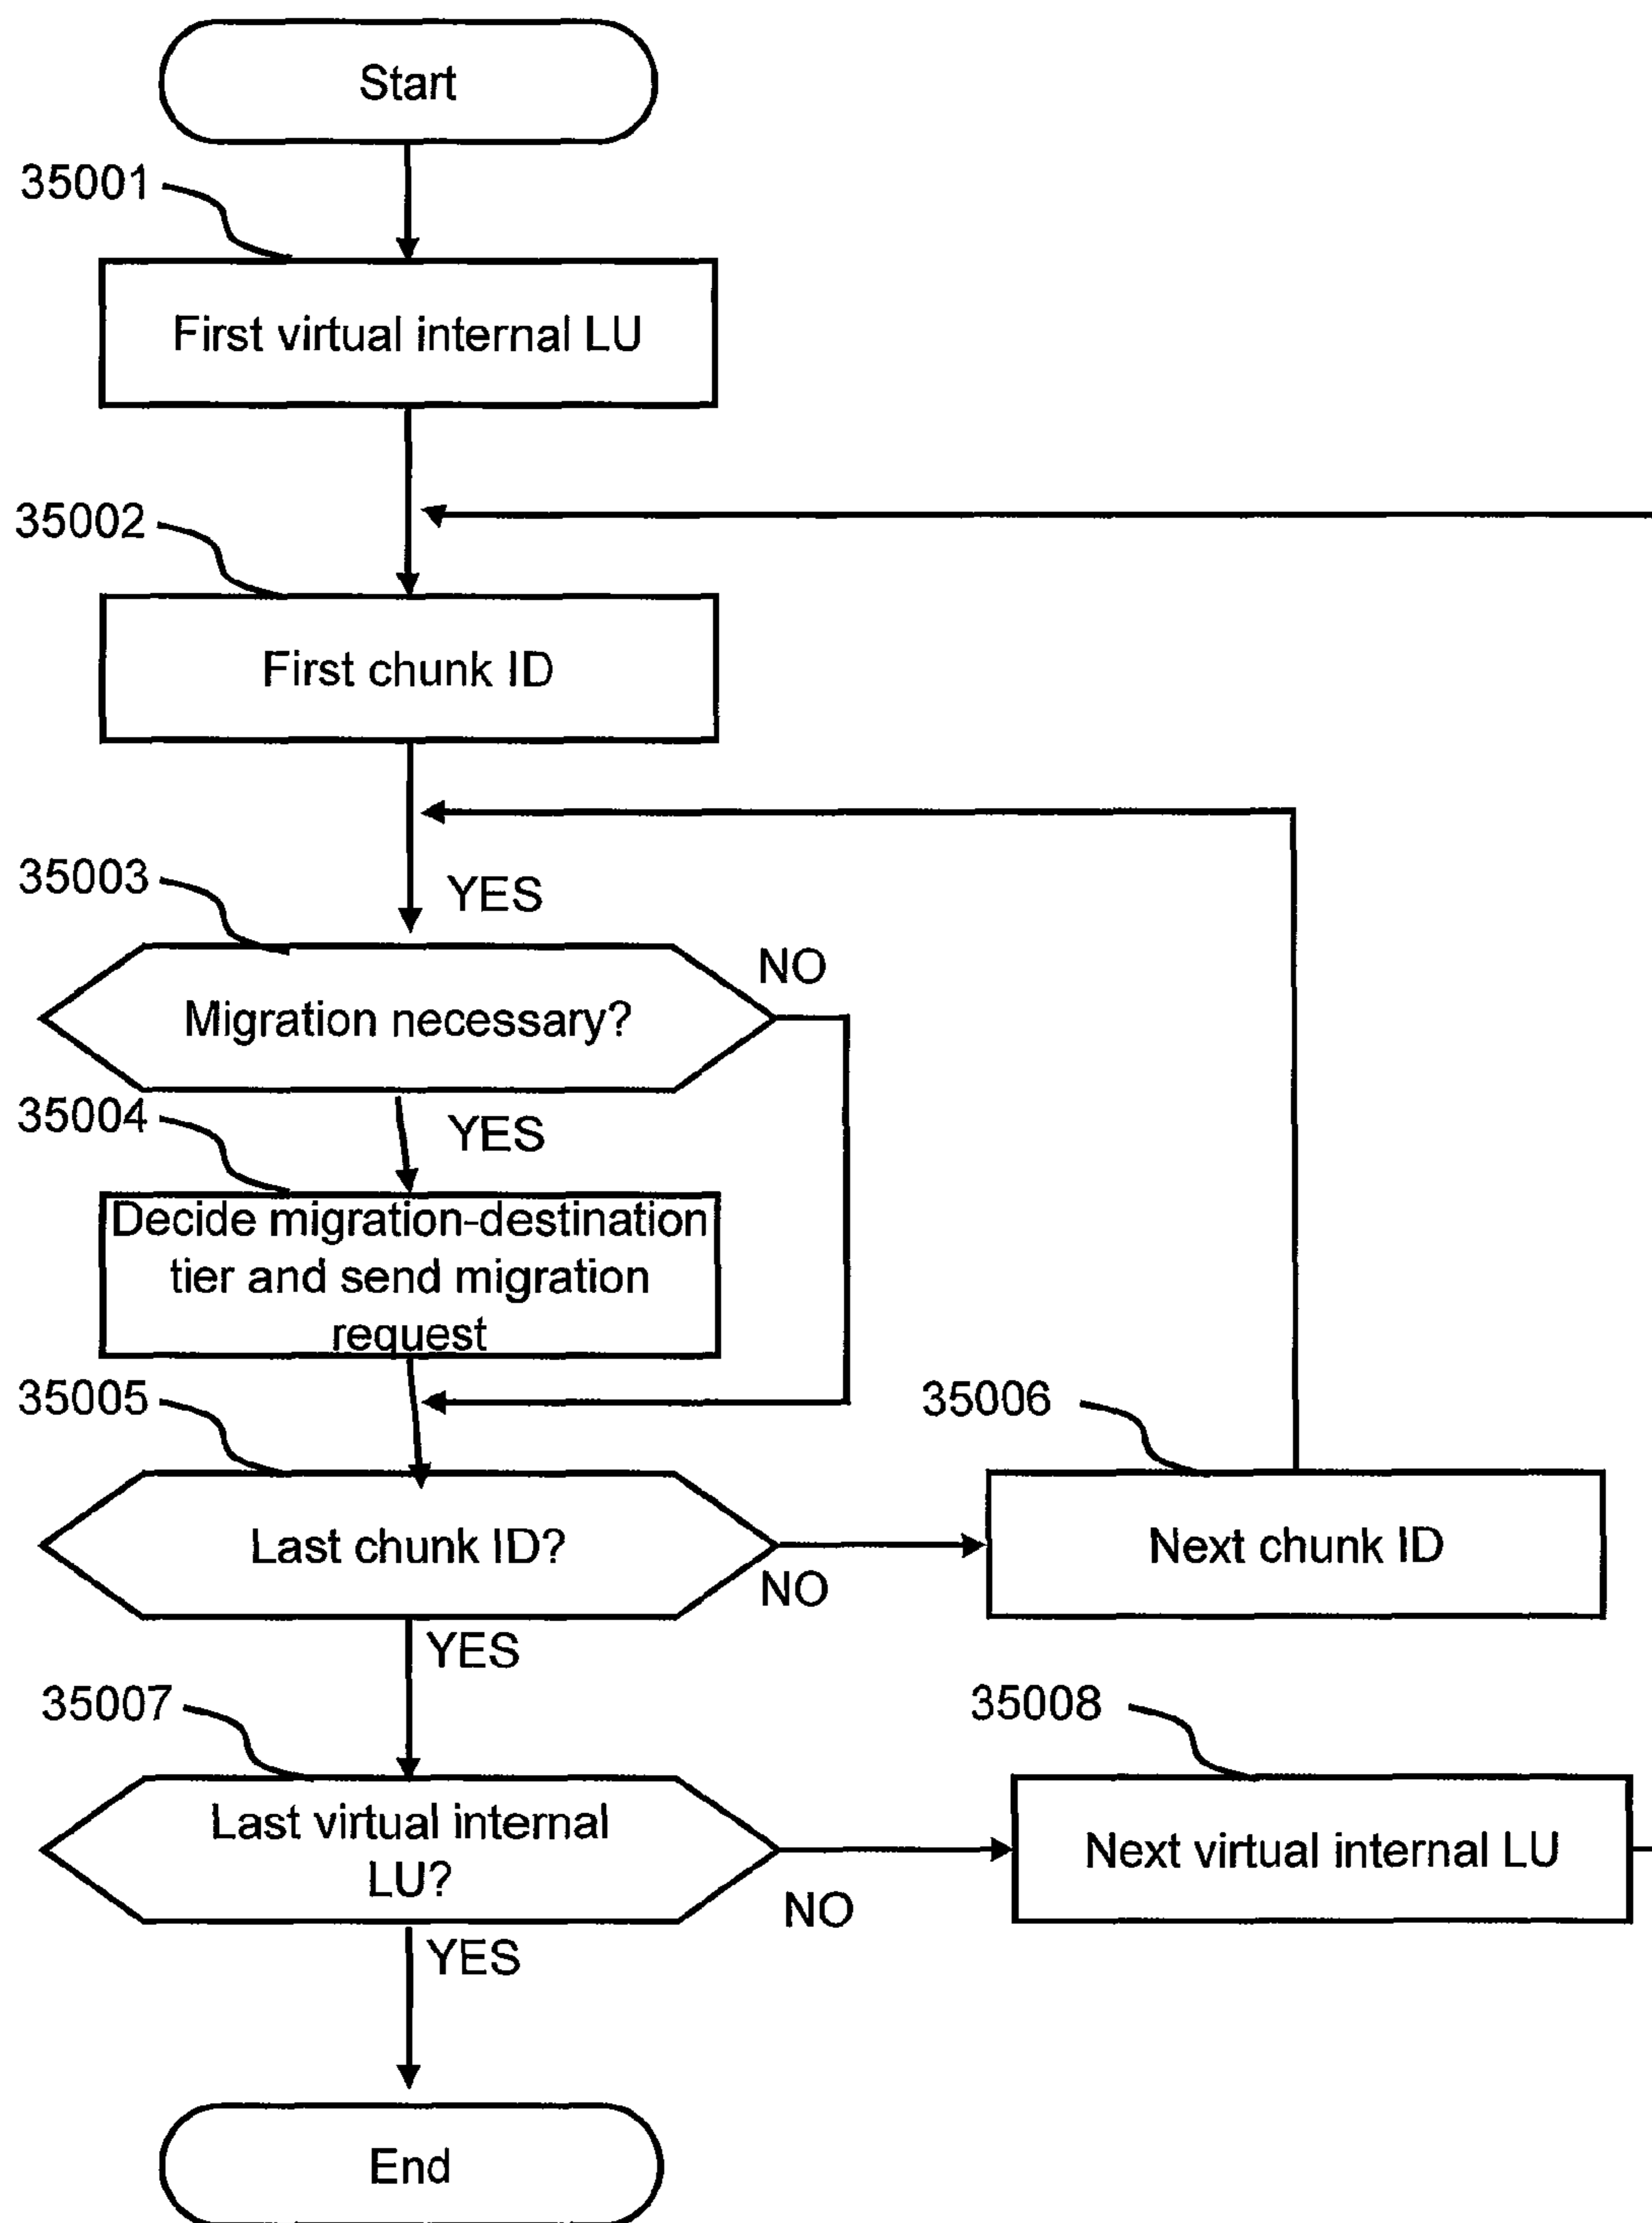 Start
35001
First virtual internal LU
35002
First chunk ID
35003
YES
NO
Migration necessary?
35004
YES
Decide migration-destination
tier and send migration
request
35005
35006
Last chunk ID?
NO
Next chunk ID
YES
35007
35008
Last virtual internal
LU?
NO
Next virtual internal LU
YES
End